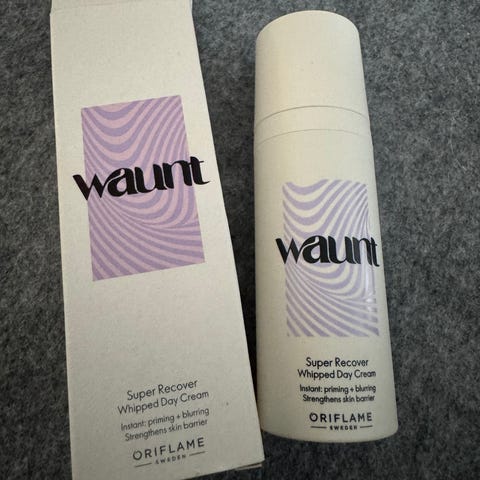 waunt
Super Recover
Whipped Day Cream
Instant: priming + blurring
Strengthens skin barrier
ORIFLAME
SWEDEN
waunt
Super Recover
Whipped Day Cream
Instant: priming + blurring
Strengthens skin barrier
ORIFLAME
SWEDEN